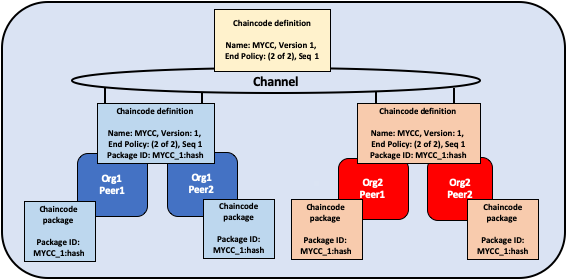 Chaincode definition
Name: MYCC, Version 1,
End Policy: (2 of 2), Seq 1
Channel
Chaincode definition
Name: MYCC, Version: 1,
End Policy: (2 of 2), Seq 1
Package ID: MYCC_1:hash
Chaincode definition
Name: MYCC, Version: 1,
End Policy: (2 of 2), Seq 1
Package ID: MYCC_1:hash
Org1
Peer1
Org1
Peer2
Org2
Peer1
Org2
Peer2
Chaincode
package
Package ID:
MYCC_1:hash
Chaincode
package
Package ID:
MYCC_1:hash
Chaincode
package
Package ID:
MYCC_1:hash
Chaincode
package
Package ID:
MYCC_1:hash